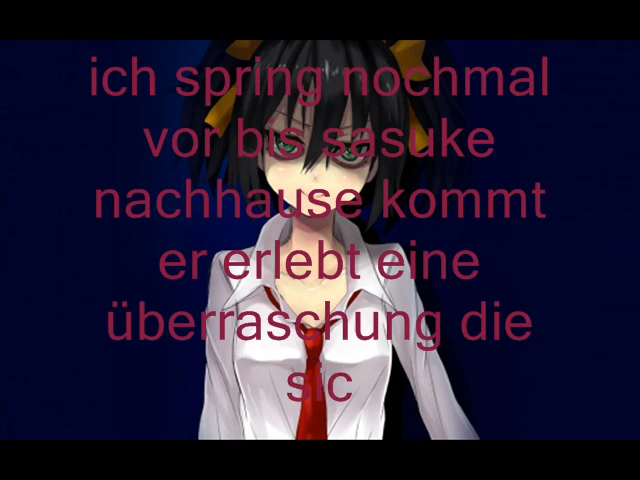 ich spring nochmal
vor bis sasuke
nachhause kommt
er erlebt eine
überraschung die
sic